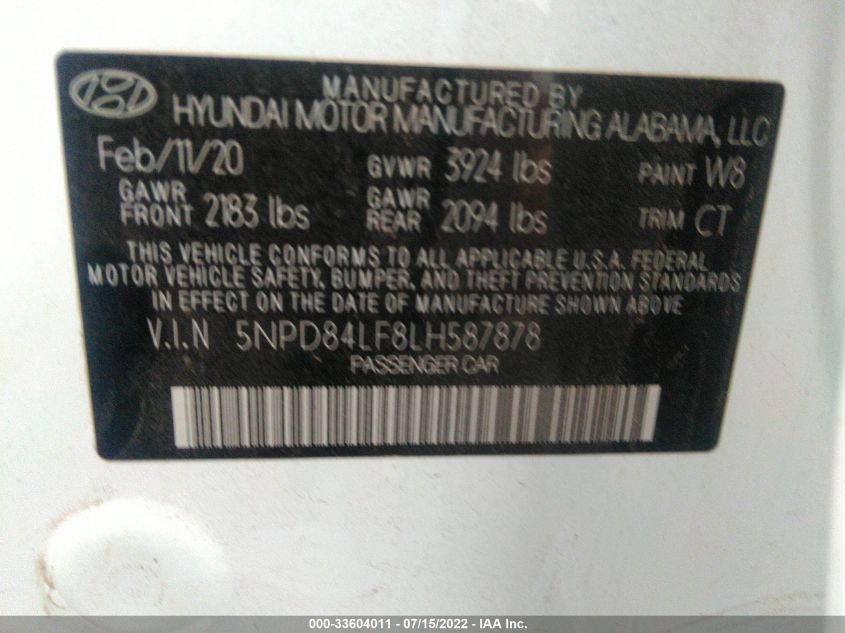 MANUFACTURED BY
HYUNDAI MOTOR MANUFACTURING ALABAMA, LLC
Feb/11/20 GVWR 3924 lbs PAINT W8
GAWR FRONT 2183 lbs GAWR REAR 2094 lbs TRIM CT
THIS VEHICLE CONFORMS TO ALL APPLICABLE U.S.A. FEDERAL
MOTOR VEHICLE SAFETY, BUMPER, AND THEFT PREVENTION STANDARDS
IN EFFECT ON THE DATE OF MANUFACTURE SHOWN ABOVE.
V.I.N 5NPD84LF8LH587878
PASSENGER CAR
000-33604011 - 07/15/2022 - IAA Inc.